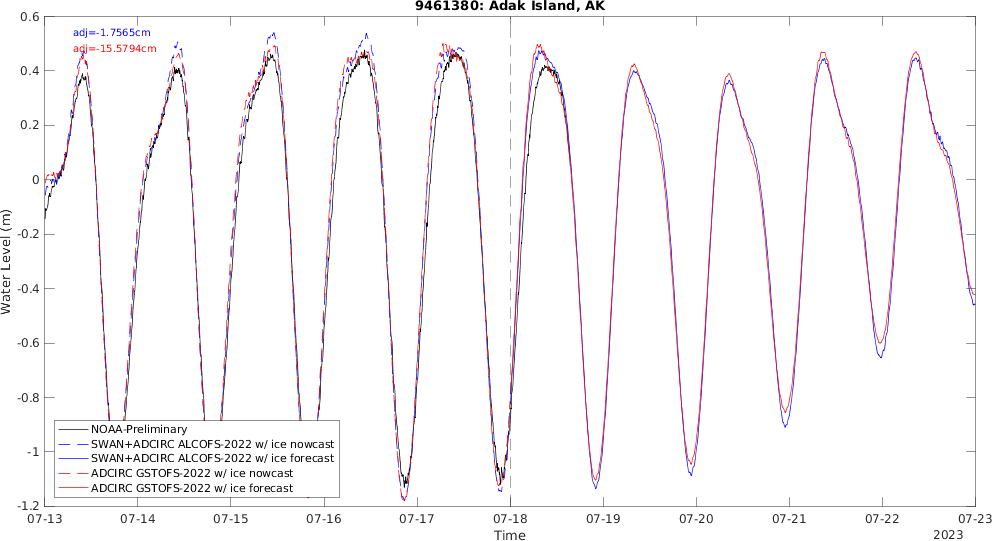 9461380: Adak Island, AK
adj=-1.7565cm
adj=-15.5794cm
0.6
0.4
0.2
0
-0.2
-0.4
-0.6
-0.8
-1
-1.2
Water Level (m)
NOAA-Preliminary
SWAN+ADCIRC ALCOFS-2022 w/ ice nowcast
SWAN+ADCIRC ALCOFS-2022 w/ ice forecast
ADCIRC GSTOFS-2022 w/ ice nowcast
ADCIRC GSTOFS-2022 w/ ice forecast
07-13 07-14 07-15 07-16 07-17 07-18 07-19 07-20 07-21 07-22 07-23
Time
2023